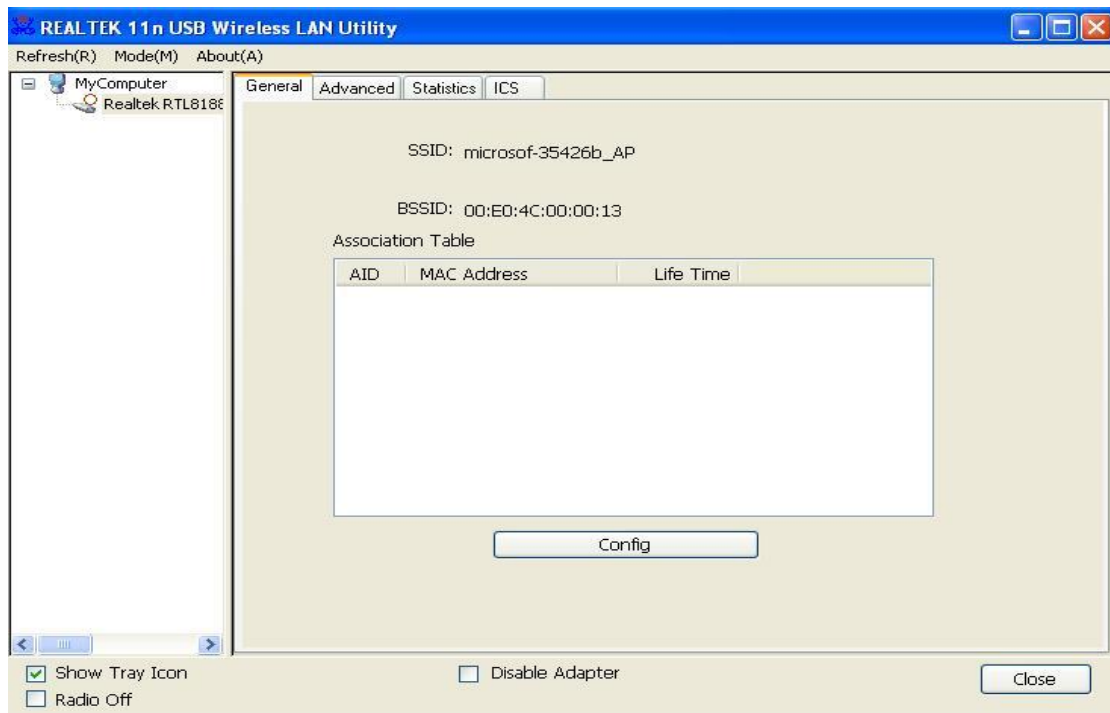 REALTEK 11n USB Wireless LAN Utility
Refresh(R) Mode(M) About(A)
MyComputer
Realtek RTL8188
General Advanced Statistics ICS
SSID: microsof-35426b_AP
BSSID: 00:E0:4C:00:00:13
Association Table
AID MAC Address Life Time
Config
Show Tray Icon
Disable Adapter
Close
Radio Off